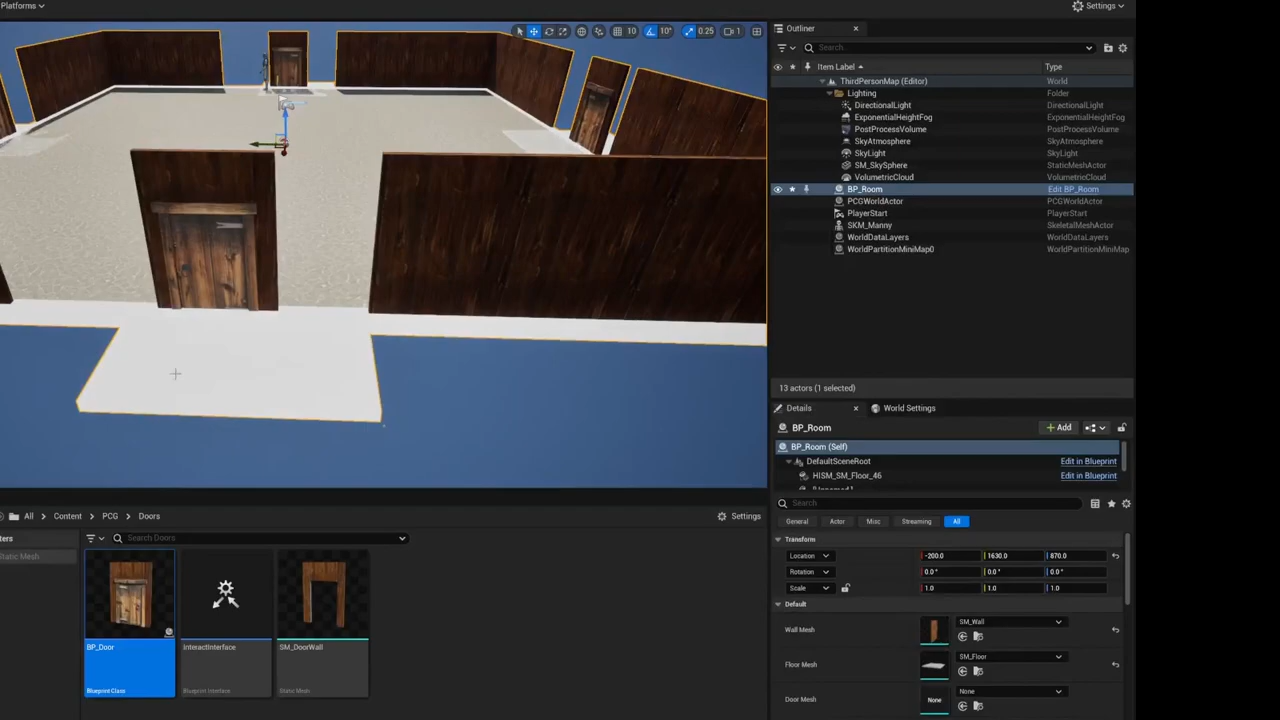 Platforms
Settings
10
10°
0.25
1
Outliner
Search...
Item Label
Type
ThirdPersonMap (Editor)
World
Lighting
Folder
DirectionalLight
DirectionalLight
ExponentialHeightFog
ExponentialHeightFog
PostProcessVolume
PostProcessVolume
SkyAtmosphere
SkyAtmosphere
SkyLight
SkyLight
SM_SkySphere
StaticMeshActor
VolumetricCloud
VolumetricCloud
BP_Room
Edit BP_Room
PCGWorldActor
PCGWorldActor
PlayerStart
PlayerStart
SKM_Manny
SkeletalMeshActor
WorldDataLayers
WorldDataLayers
WorldPartitionMiniMap0
WorldPartitionMiniMap
13 actors (1 selected)
Details
World Settings
BP_Room
Add
BP_Room (Self)
DefaultSceneRoot
Edit in Blueprint
HISM_SM_Floor_46
Edit in Blueprint
Search
General
Actor
Misc
Streaming
All
Transform
Location
-200.0
1630.0
870.0
Rotation
0.0 °
0.0 °
0.0 °
Scale
1.0
1.0
1.0
Default
Wall Mesh
SM_Wall
Floor Mesh
SM_Floor
Door Mesh
None
None
All
Content
PCG
Doors
Settings
ters
Static Mesh
Search Doors
BP_Door
Blueprint Class
InteractInterface
Blueprint Interface
SM_DoorWall
Static Mesh